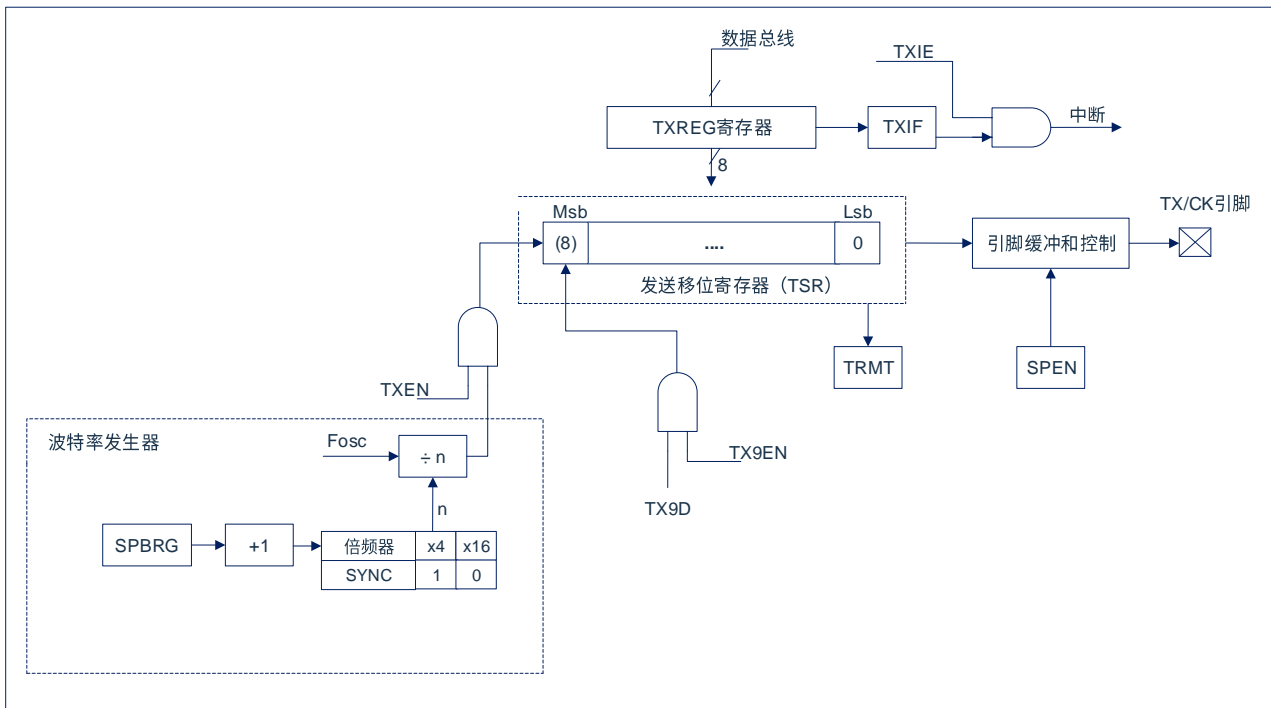 数据总线
TXIE
TXREG寄存器
TXIF
中断
8
Msb
Lsb
(8)
....
0
发送移位寄存器（TSR）
引脚缓冲和控制
TX/CK引脚
TRMT
SPEN
TXEN
TX9EN
TX9D
波特率发生器
Fosc
÷ n
n
SPBRG
+1
倍频器 x4 x16
SYNC 1 0